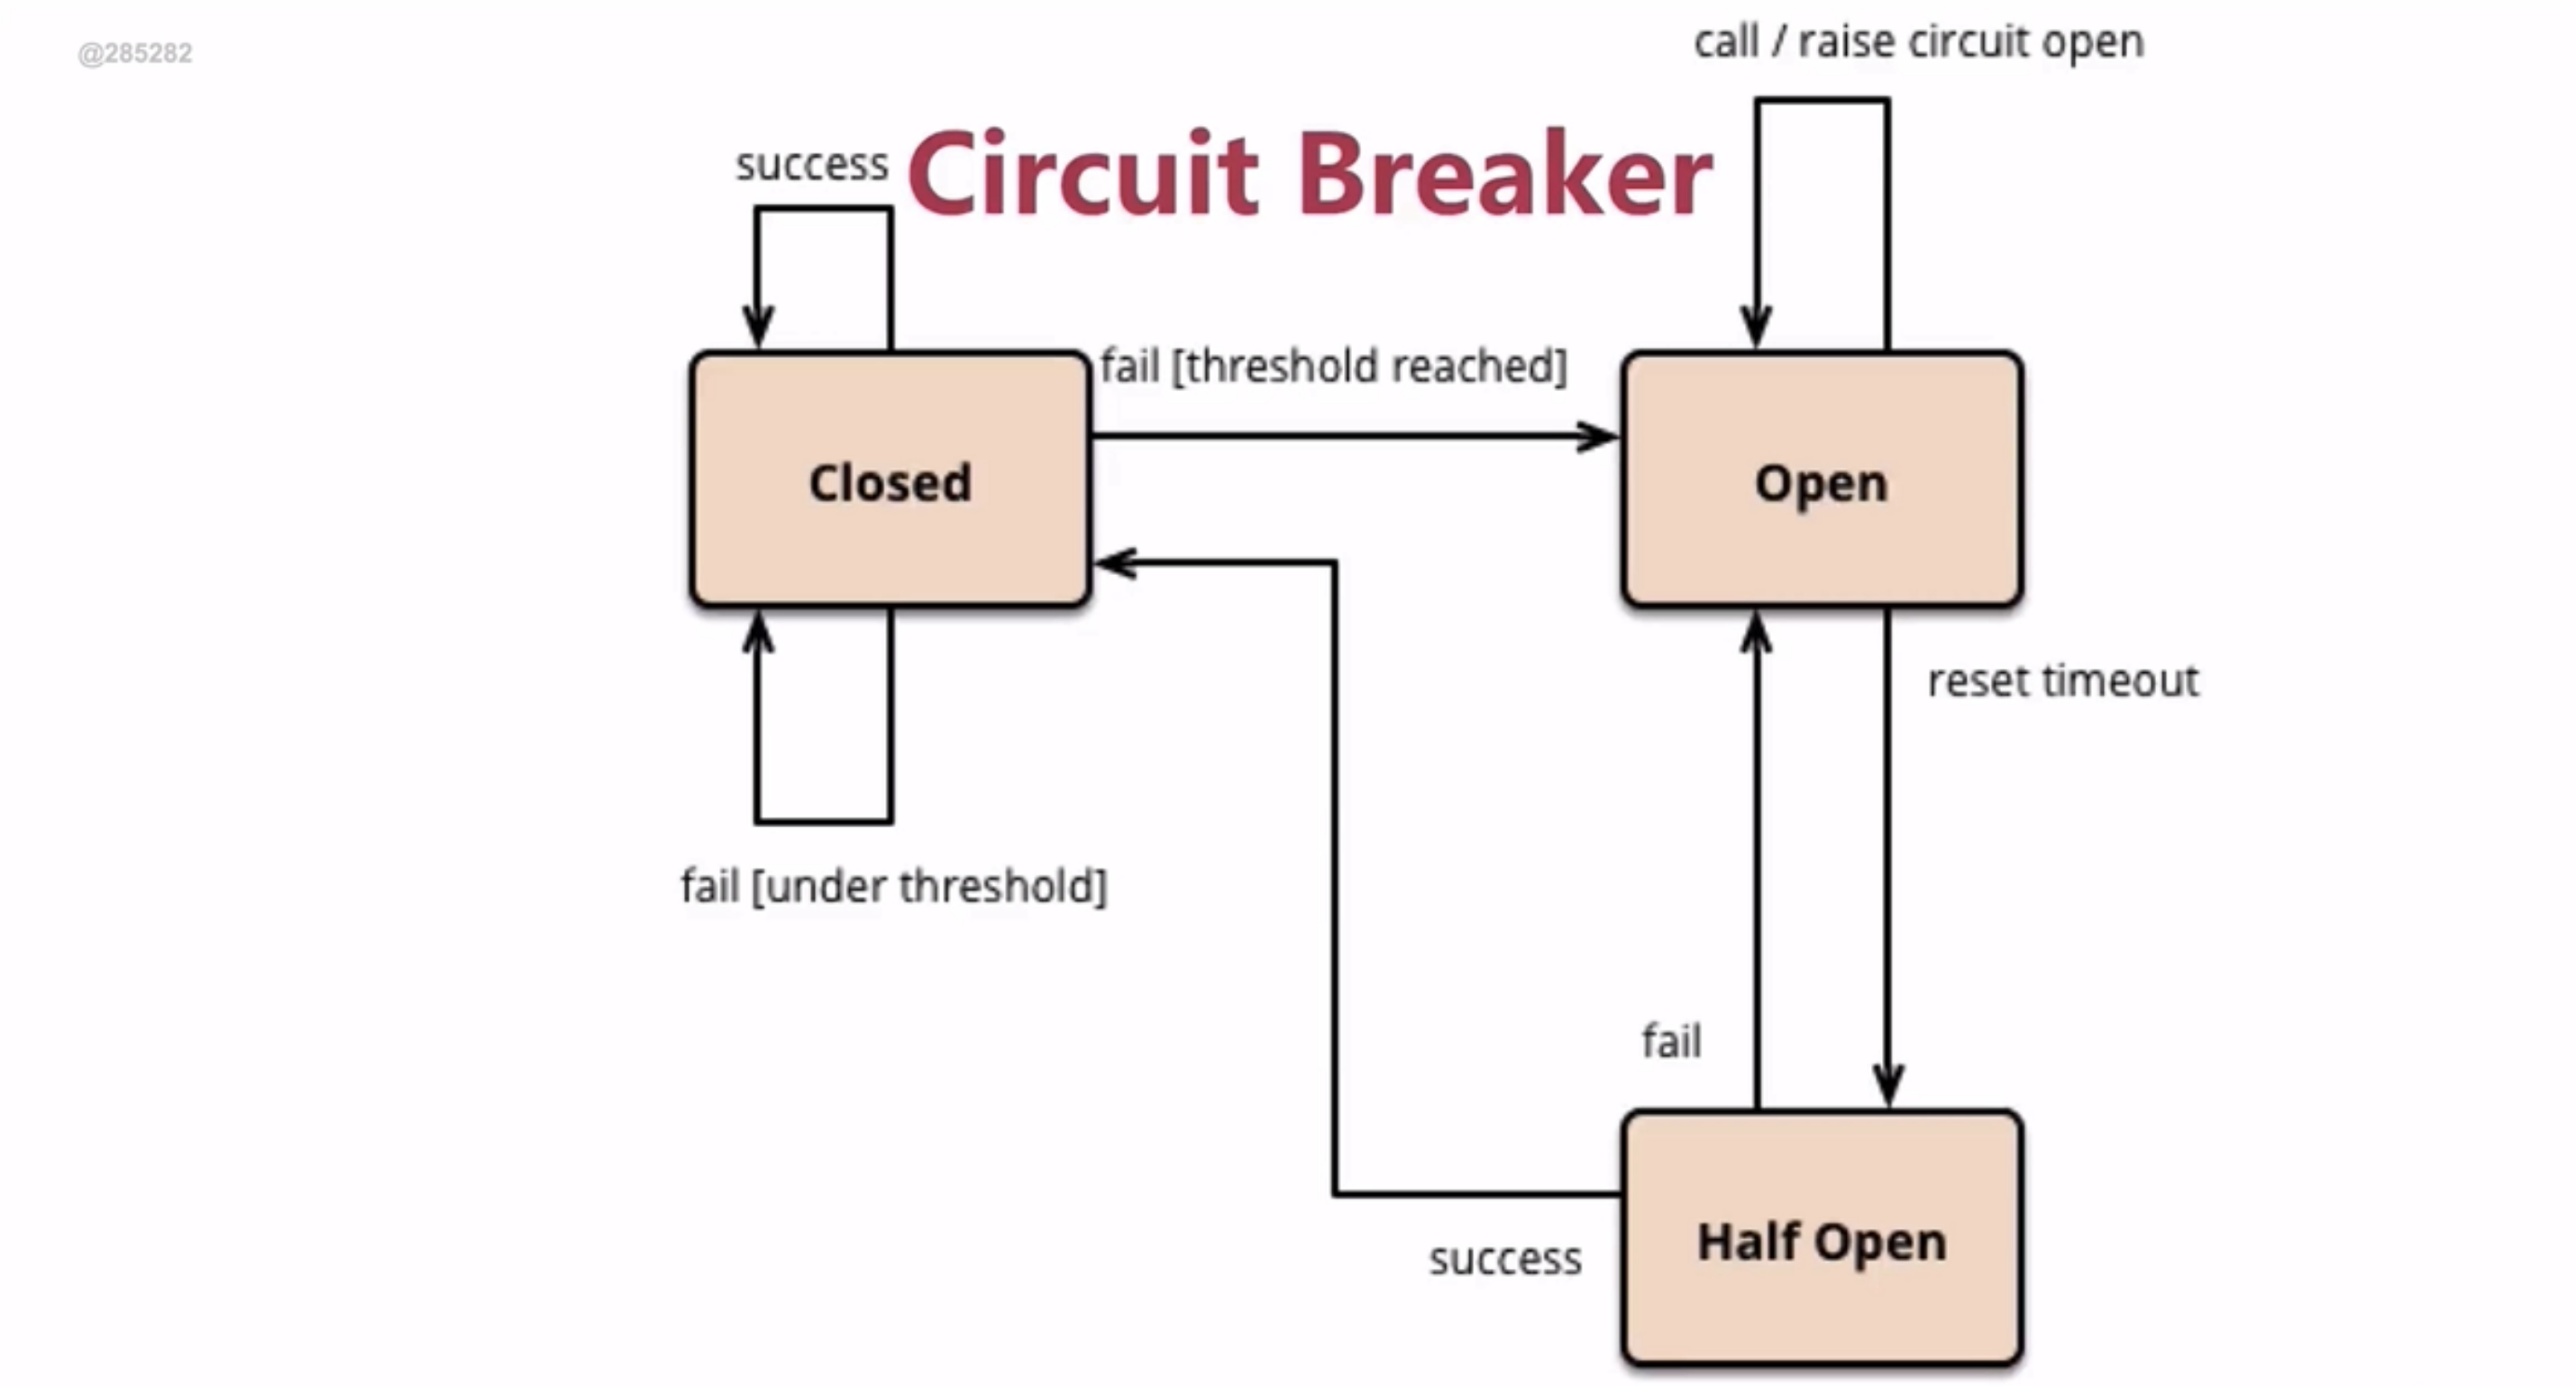 @285282
call / raise circuit open
success
Circuit Breaker
fail [threshold reached]
Closed
Open
reset timeout
fail [under threshold]
fail
success
Half Open